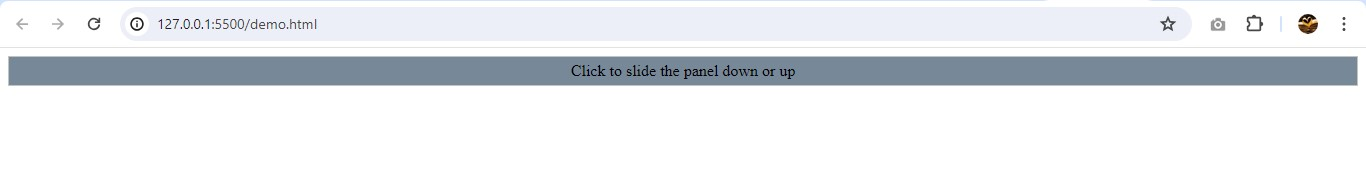 127.0.0.1:5500/demo.html
Click to slide the panel down or up